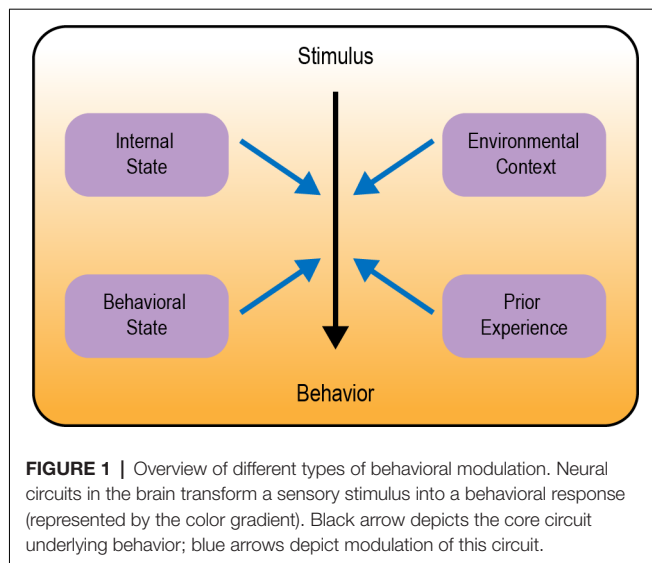 Stimulus
Internal
State
Environmental
Context
Behavioral
State
Prior
Experience
Behavior
FIGURE 1 | Overview of different types of behavioral modulation. Neural
circuits in the brain transform a sensory stimulus into a behavioral response
(represented by the color gradient). Black arrow depicts the core circuit
underlying behavior; blue arrows depict modulation of this circuit.